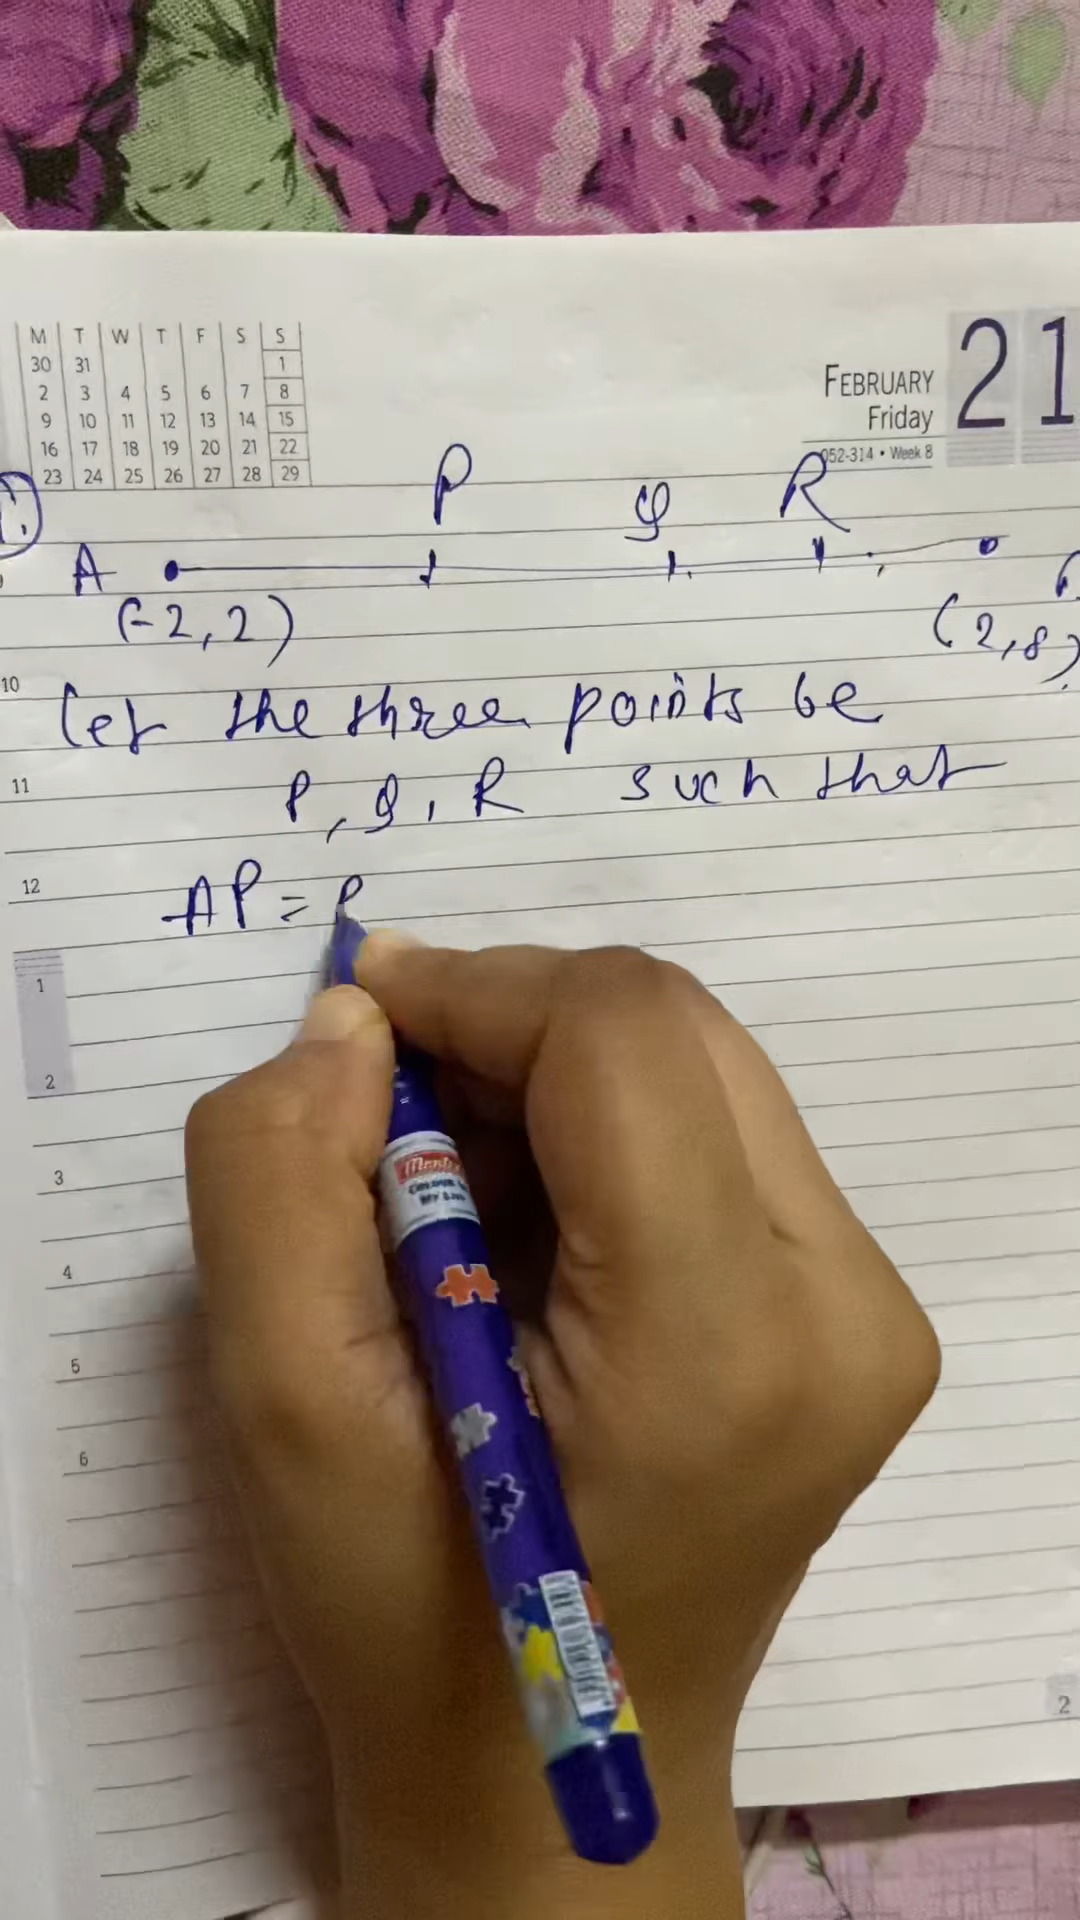 M T W T F S S
30 31 1
2 3 4 5 6 7 8
9 10 11 12 13 14 15
16 17 18 19 20 21 22
23 24 25 26 27 28 29
FEBRUARY 21
Friday
052-314 • Week 8
P Q R
A
(-2, 2) (2, 8)
10 Let the three points be
11 P, Q, R such that
12 AP = P
1
2
3
4
5
6
2